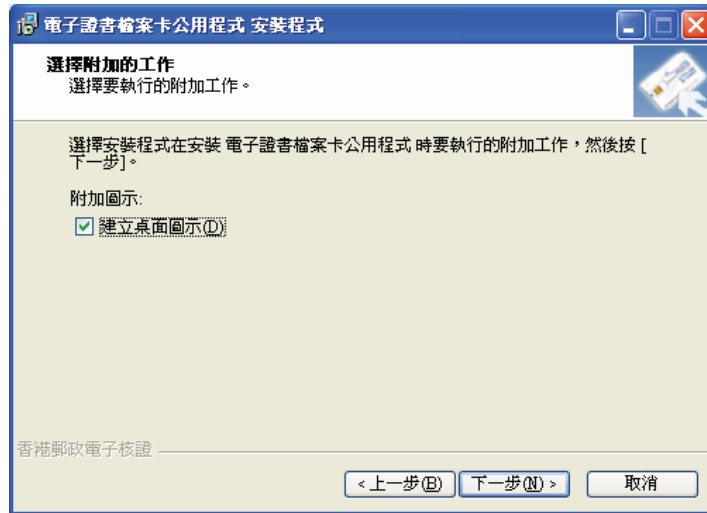 電子證書檔案卡公用程式 安裝程式
選擇附加的工作
選擇要執行的附加工作。
選擇安裝程式在安裝 電子證書檔案卡公用程式 時要執行的附加工作，然後按 [
下一步]。
附加圖示:
建立桌面圖示(D)
香港郵政電子核證
<上一步(B) 下一步(N)> 取消